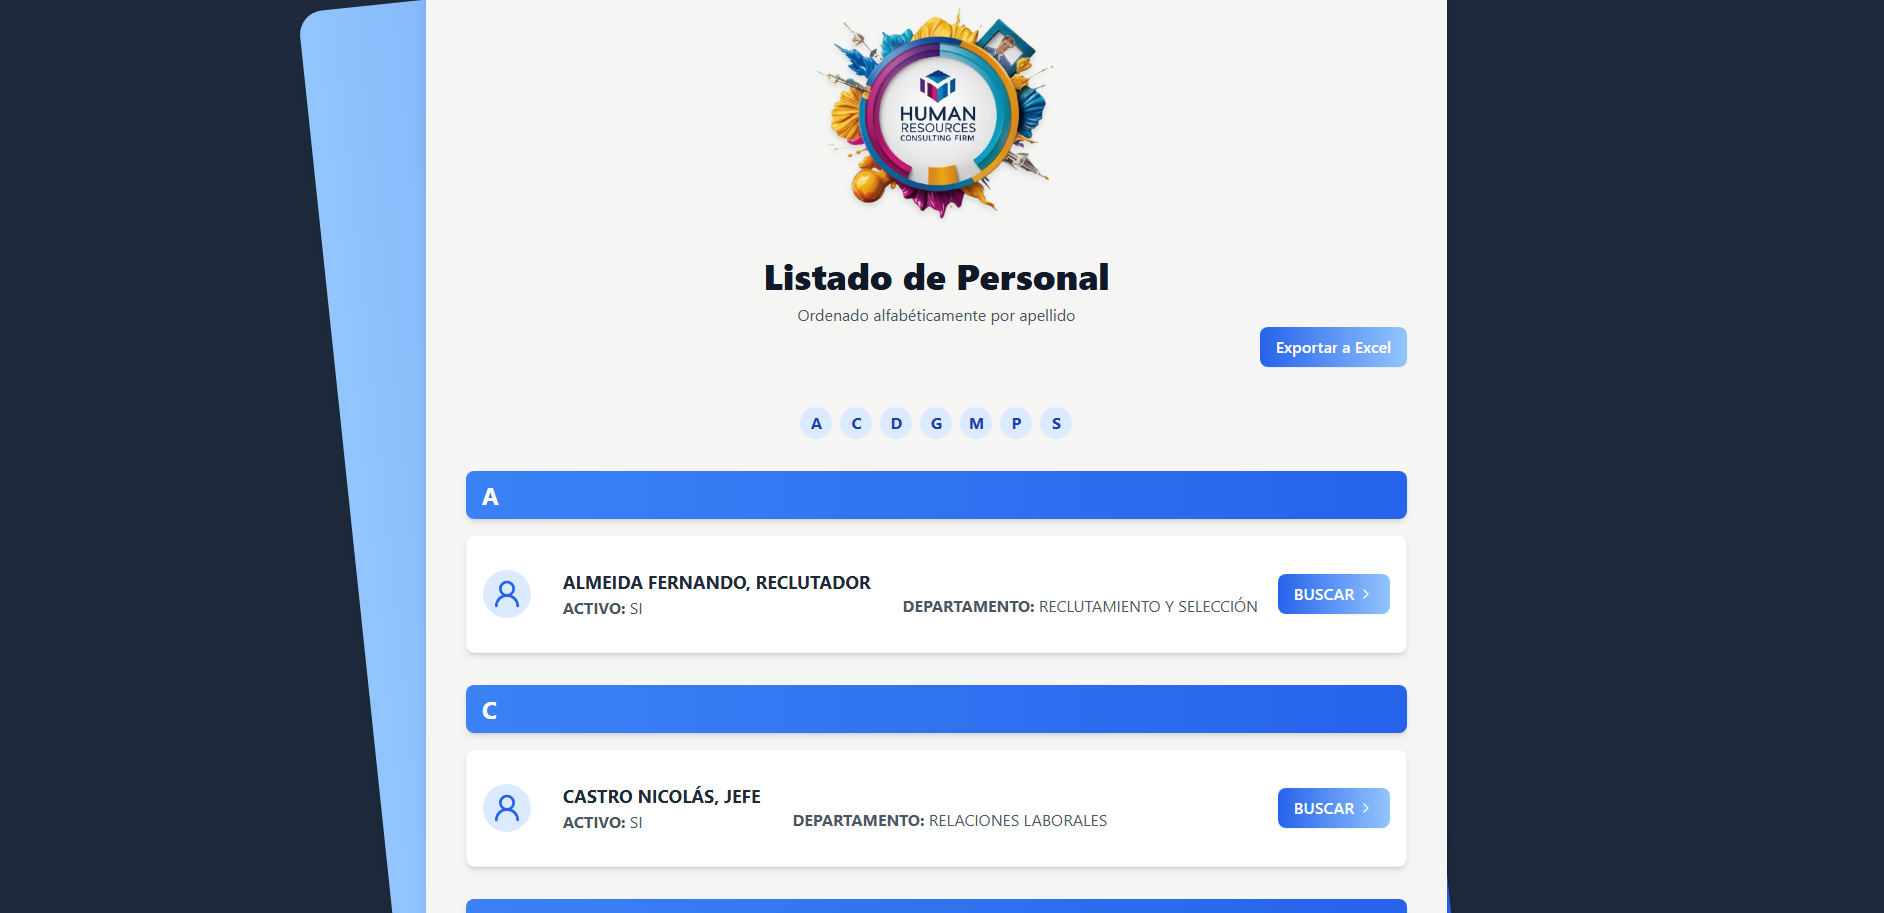 HUMAN
RESOURCES
CONSULTING FIRM
Listado de Personal
Ordenado alfabéticamente por apellido
Exportar a Excel
A C D G M P S
A
ALMEIDA FERNANDO, RECLUTADOR
ACTIVO: SI
DEPARTAMENTO: RECLUTAMIENTO Y SELECCIÓN
BUSCAR
C
CASTRO NICOLÁS, JEFE
ACTIVO: SI
DEPARTAMENTO: RELACIONES LABORALES
BUSCAR